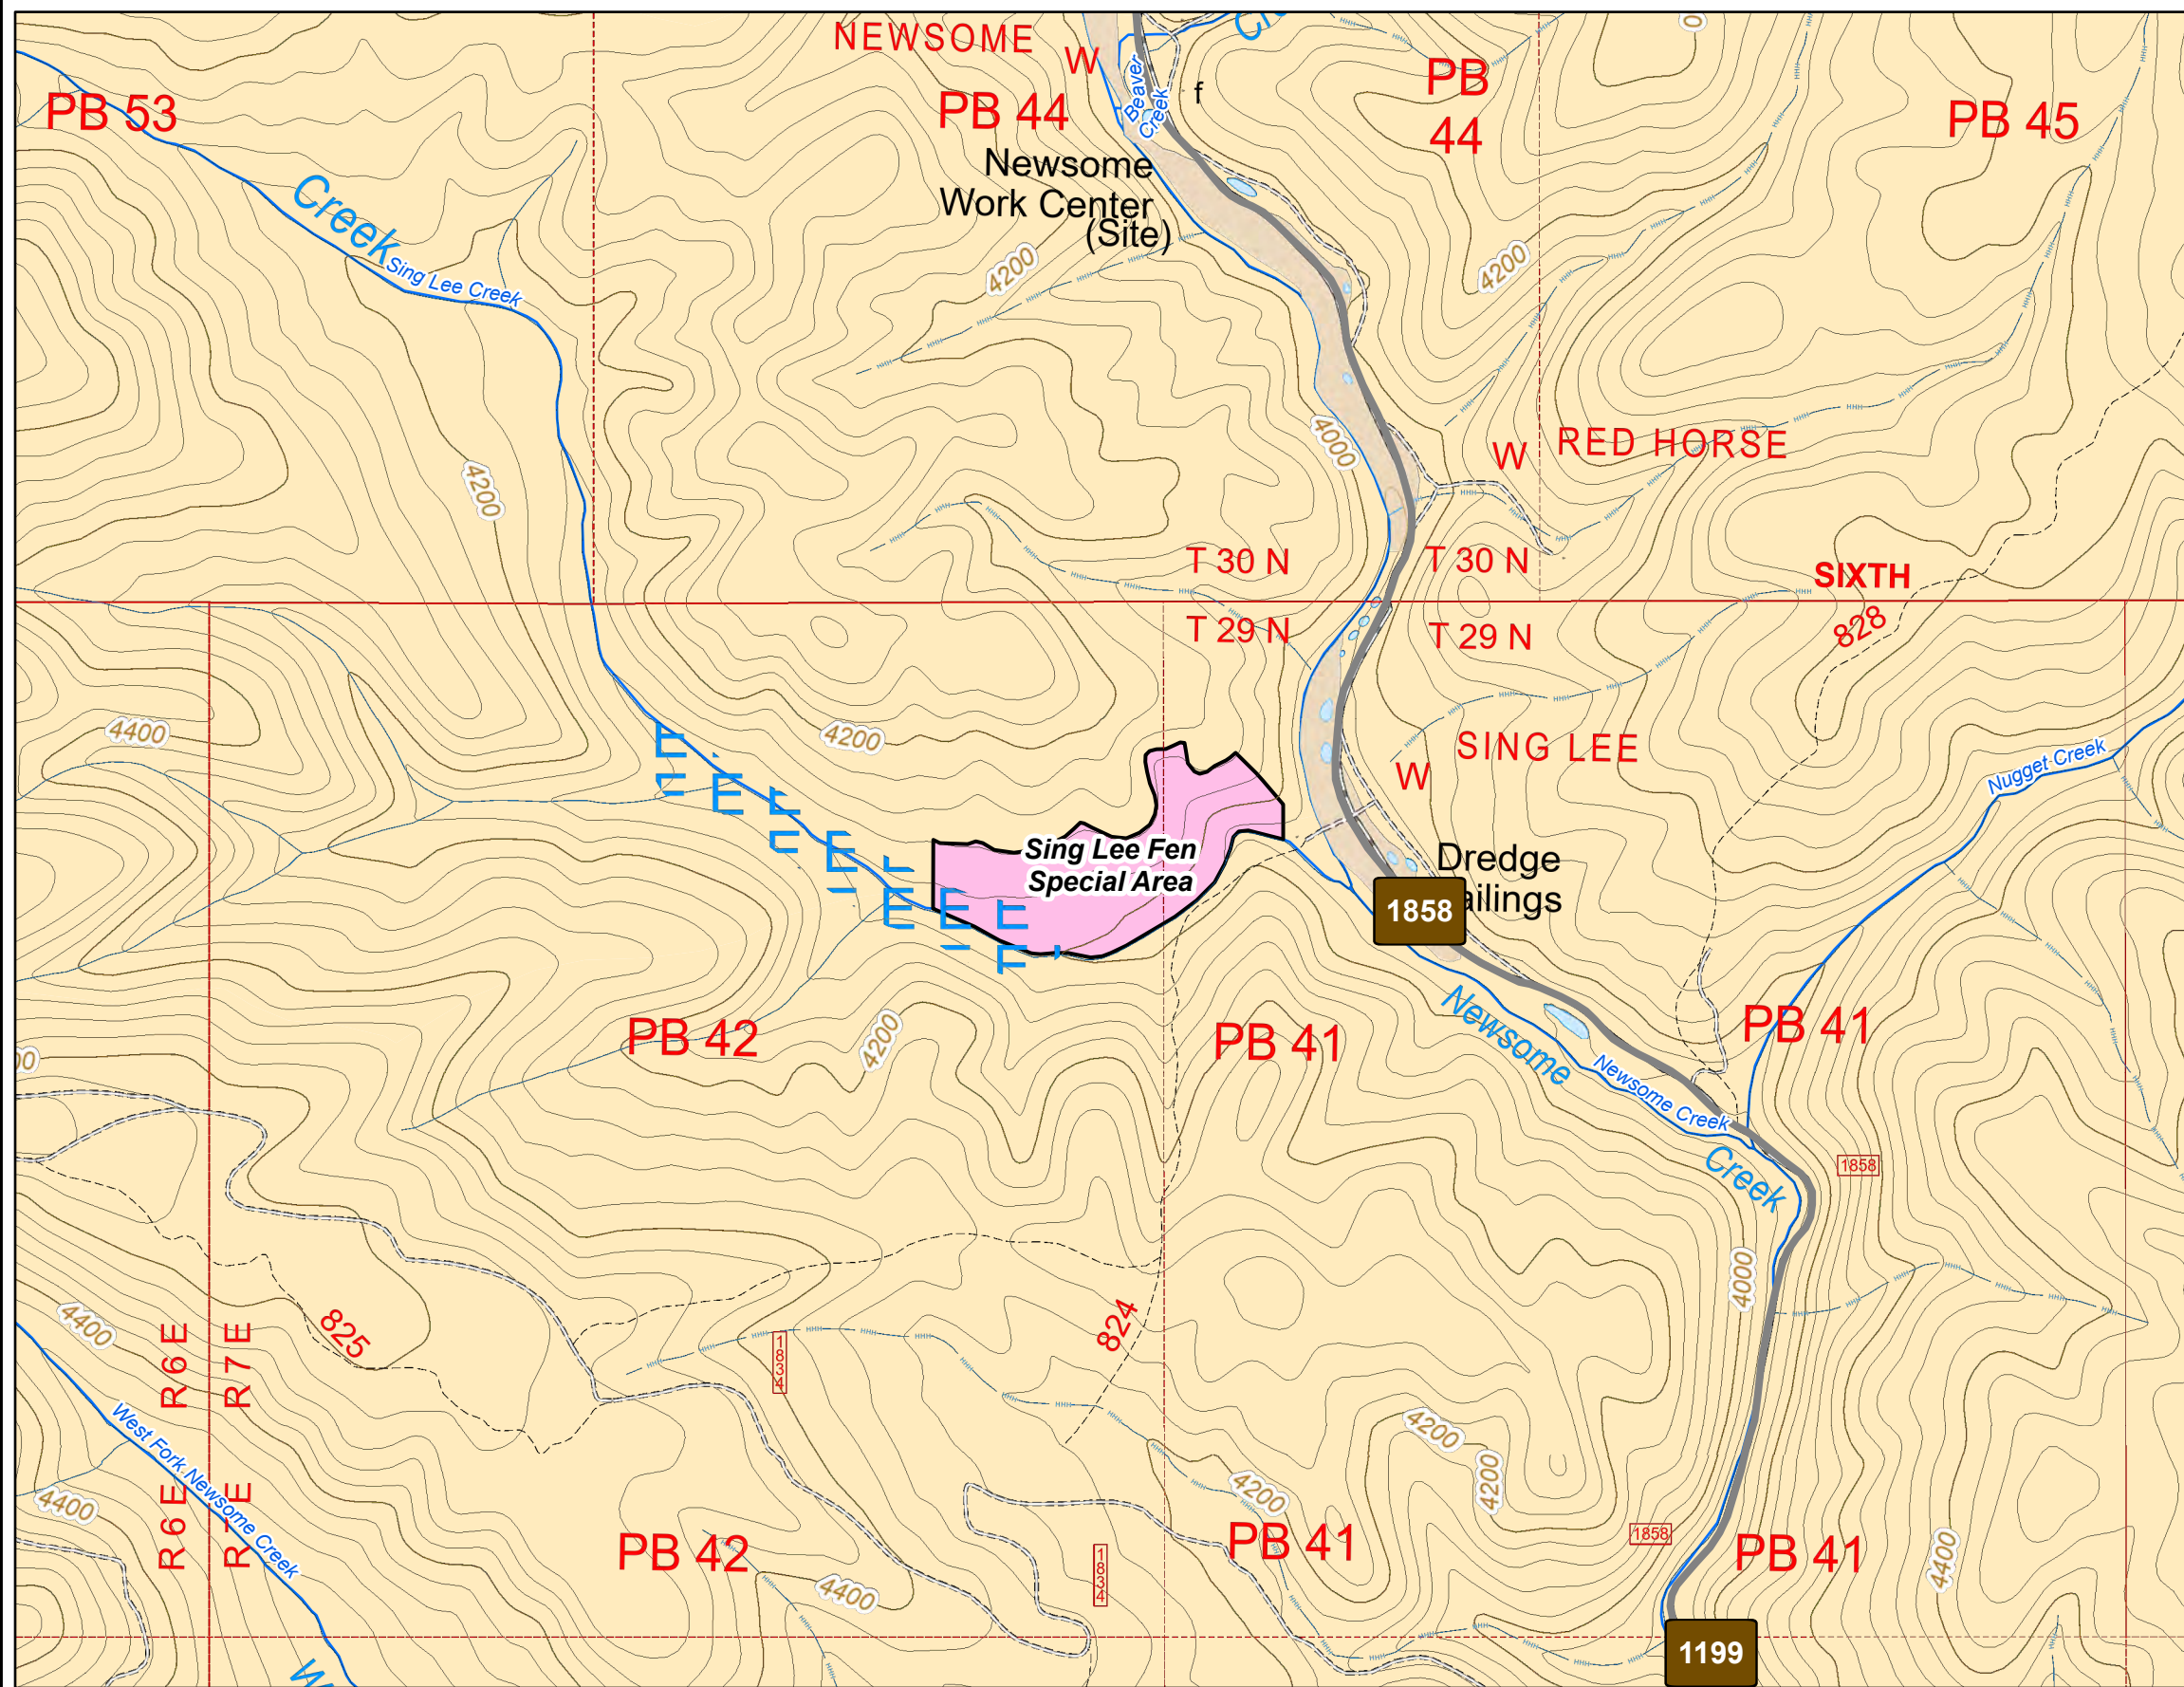 NEWSOME
W
Beaver
Creek
f
PB 53
PB 44
PB
44
PB 45
Newsome
Work Center
(Site)
Creek
Sing Lee Creek
4200
4200
4000
4200
W
RED HORSE
T 30 N
T 30 N
SIXTH
828
T 29 N
T 29 N
4400
4200
SING LEE
W
Nugget Creek
Sing Lee Fen
Special Area
Dredge
ailings
1858
PB 42
4200
PB 41
Newsome
PB 41
Newsome Creek
Creek
1858
4000
4400
R6E
R7E
825
1834
824
West Fork Newsome Creek
4400
R6E
4200
4200
4200
1858
PB 42
4400
1834
PB 41
PB 41
4400
1199